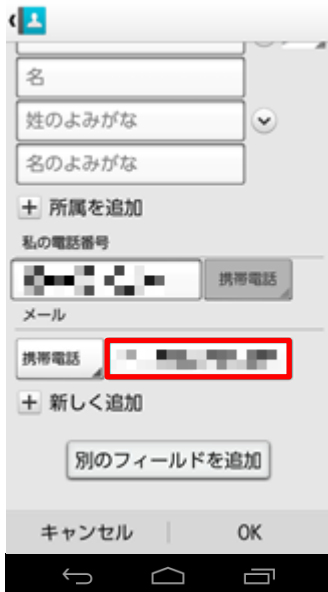 名
姓のよみがな
名のよみがな
+ 所属を追加
私の電話番号
携帯電話
メール
携帯電話
+ 新しく追加
別のフィールドを追加
キャンセル OK